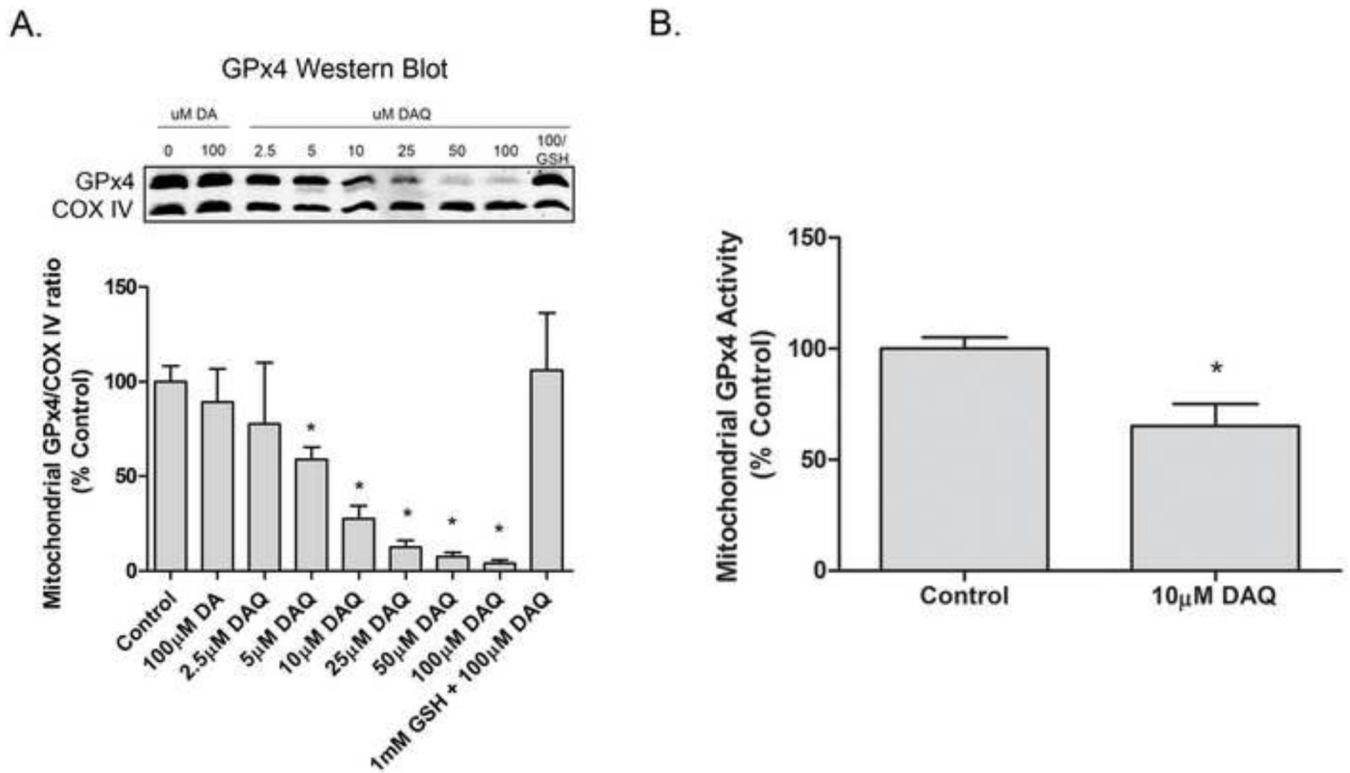 A.
GPx4 Western Blot
uM DA uM DAQ
0 100 2.5 5 10 25 50 100 100/
GSH
GPx4
COX IV
Mitochondrial GPx4/COX IV ratio
(% Control)
150
100
50
0
Control
100µM DA
2.5µM DAQ
5µM DAQ
10µM DAQ
25µM DAQ
50µM DAQ
100µM DAQ
1mM GSH + 100µM DAQ
*
*
*
*
*
B.
Mitochondrial GPx4 Activity
(% Control)
150
100
50
0
*
Control
10µM DAQ